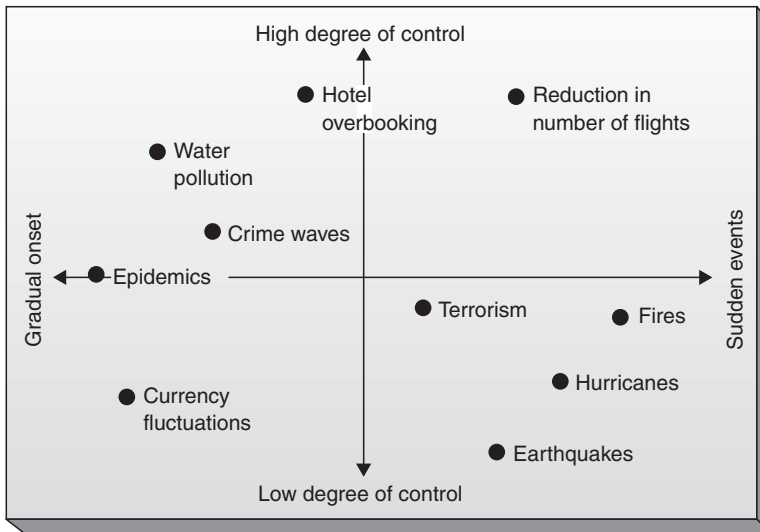 High degree of control
Hotel
overbooking
Reduction in
number of flights
Water
pollution
Crime waves
Gradual onset
Epidemics
Sudden events
Terrorism
Fires
Currency
fluctuations
Hurricanes
Earthquakes
Low degree of control